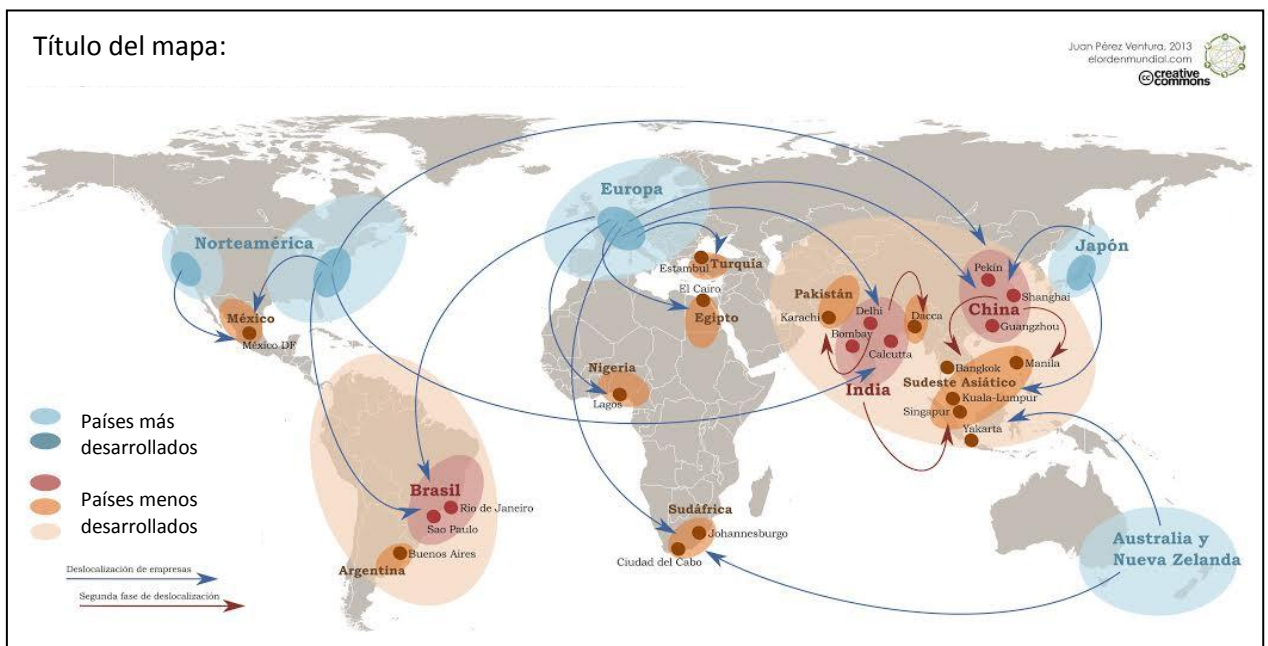 Título del mapa:
Juan Pérez Ventura, 2013
elordenmundial.com
cc creative
commons
Europa
Norteamérica
Japón
Estambul
Turquía
El Cairo
Egipto
Pakistán
Karachi
Delhi
Bombay
Calcutta
India
Dacca
Pekín
Shanghai
China
Guangzhou
México
México DF
Nigeria
Lagos
Bangkok
Manila
Sudeste Asiático
Kuala-Lumpur
Singapur
Yakarta
Países más
desarrollados
Países menos
desarrollados
Brasil
Rio de Janeiro
Sao Paulo
Buenos Aires
Argentina
Sudáfrica
Johannesburgo
Ciudad del Cabo
Australia y
Nueva Zelanda
Deslocalización de empresas
Segunda fase de deslocalización